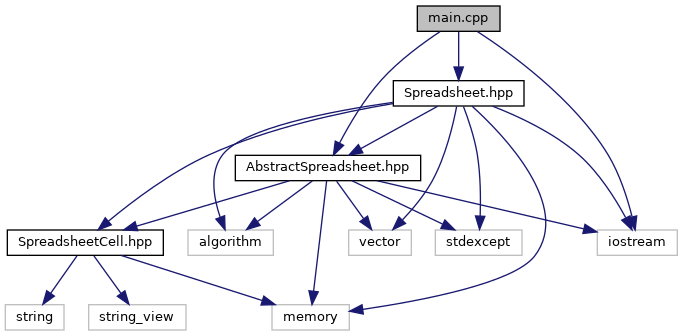 main.cpp
Spreadsheet.hpp
AbstractSpreadsheet.hpp
SpreadsheetCell.hpp
algorithm
vector
stdexcept
iostream
string
string_view
memory